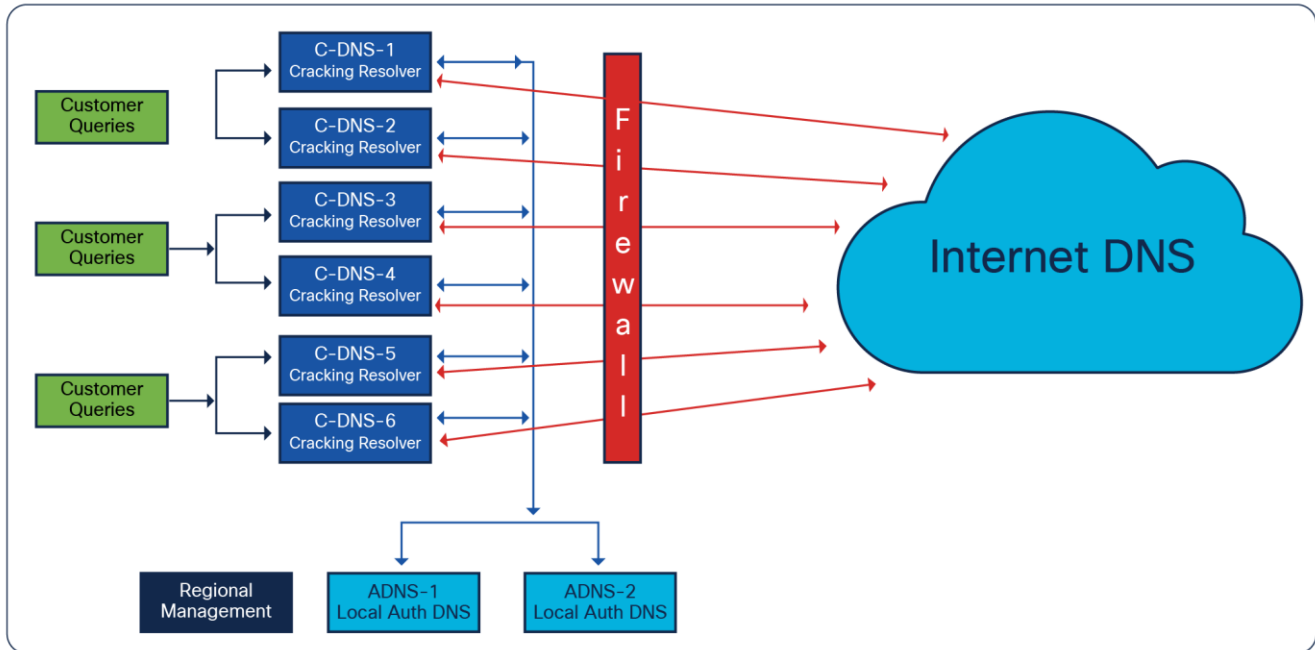 Customer
Queries
C-DNS-1
Cracking Resolver
C-DNS-2
Cracking Resolver
Customer
Queries
C-DNS-3
Cracking Resolver
C-DNS-4
Cracking Resolver
Customer
Queries
C-DNS-5
Cracking Resolver
C-DNS-6
Cracking Resolver
Firewall
Internet DNS
Regional
Management
ADNS-1
Local Auth DNS
ADNS-2
Local Auth DNS